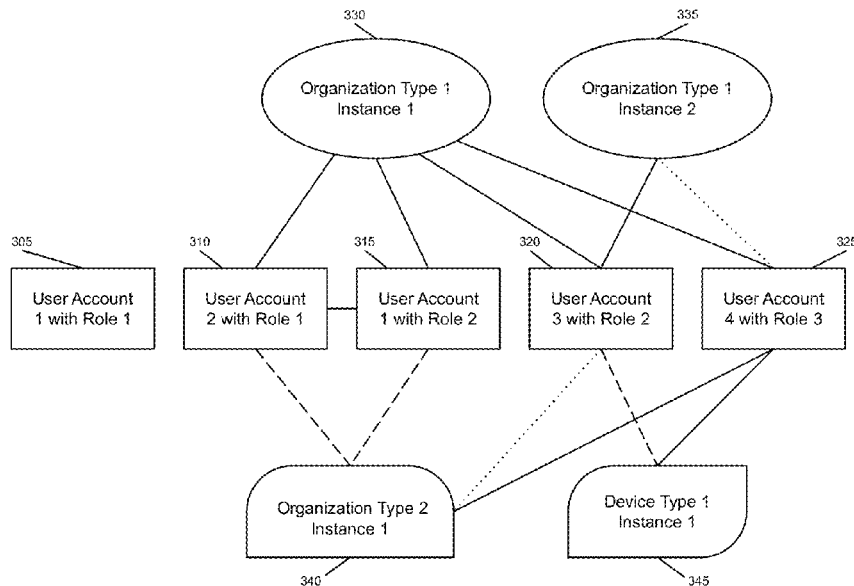 330
335
Organization Type 1
Instance 1
Organization Type 1
Instance 2
305
310
315
320
325
User Account
1 with Role 1
User Account
2 with Role 1
User Account
1 with Role 2
User Account
3 with Role 2
User Account
4 with Role 3
Organization Type 2
Instance 1
Device Type 1
Instance 1
340
345